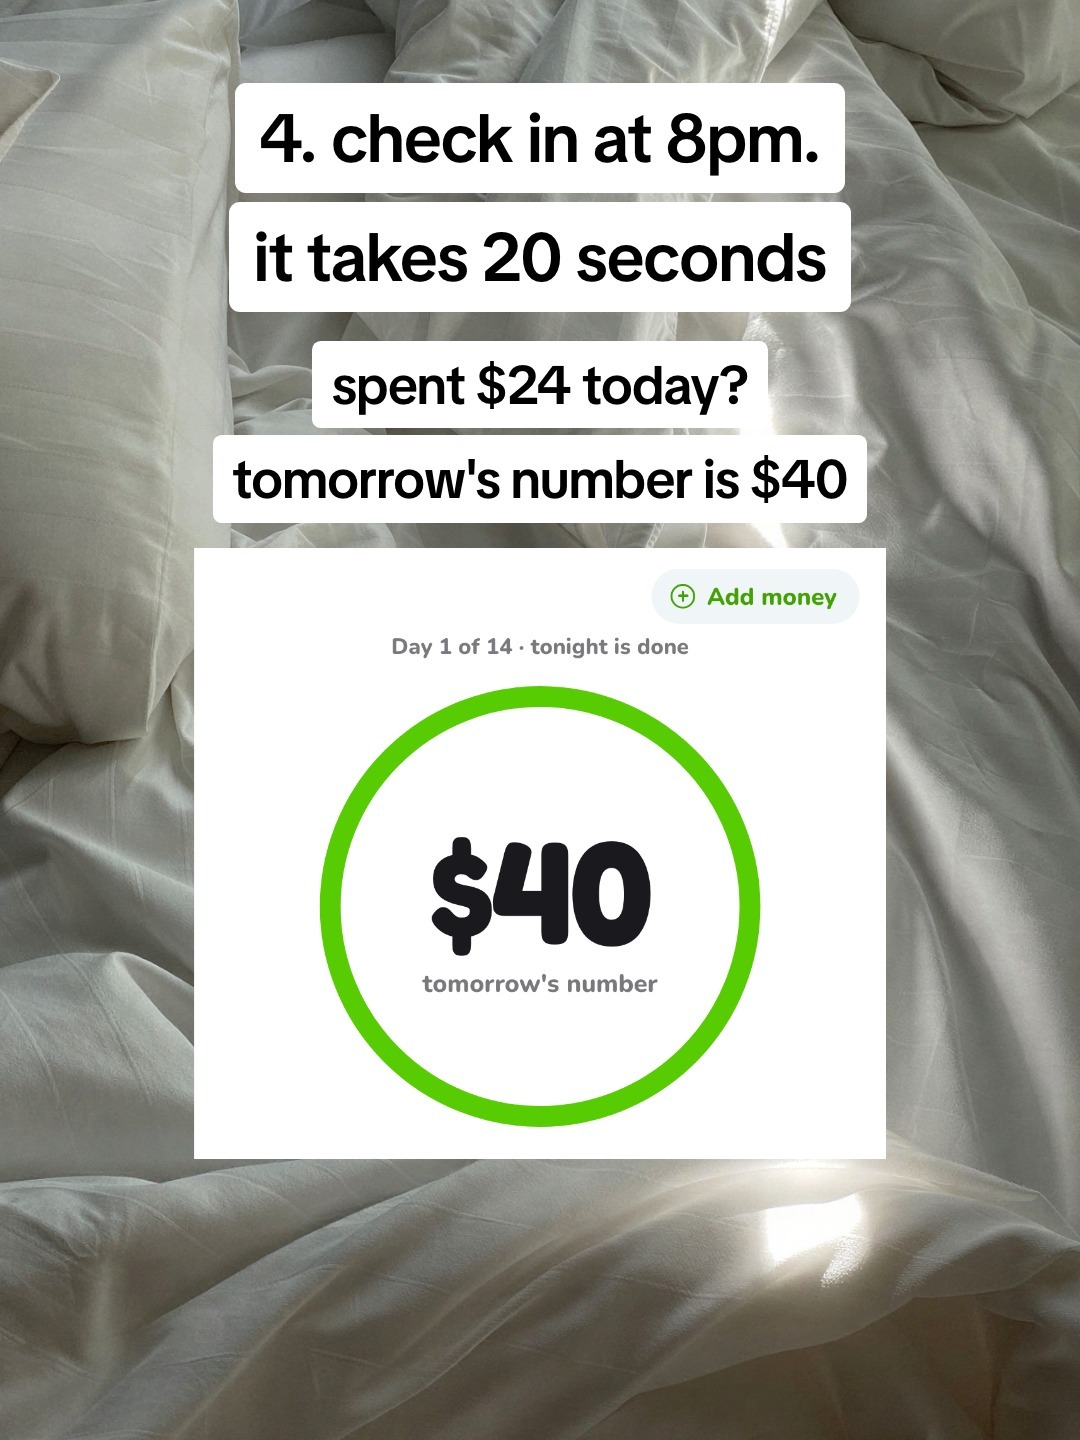 4. check in at 8pm.
it takes 20 seconds
spent $24 today?
tomorrow's number is $40
Add money
Day 1 of 14 · tonight is done
$40
tomorrow's number